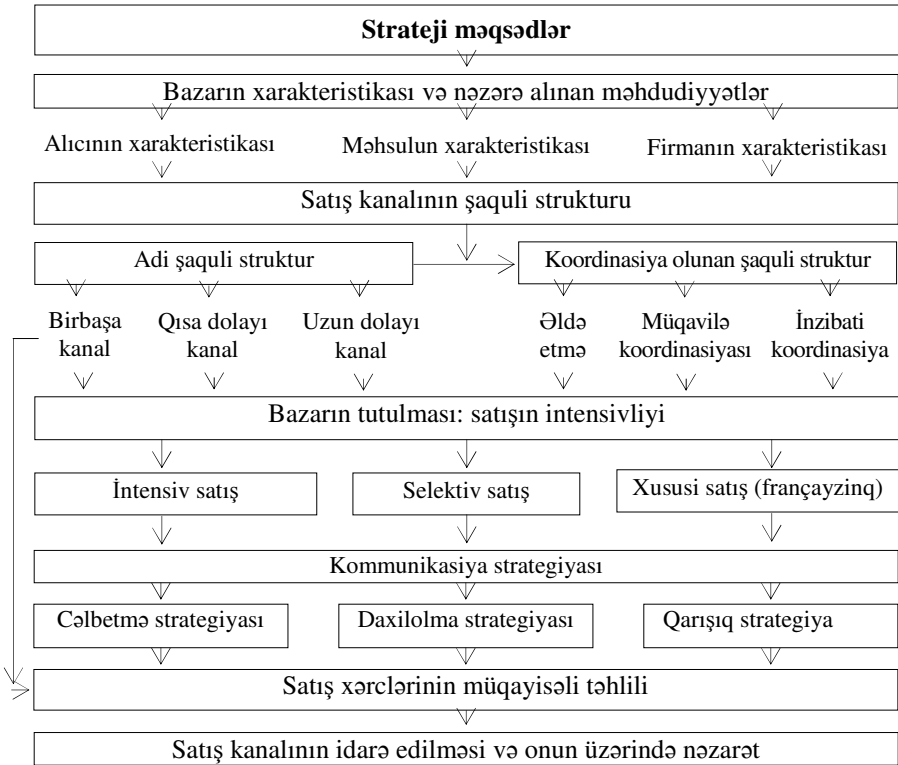 Strateji məqsədlər
Bazarın xarakteristikası və nəzərə alınan məhdudiyyətlər
Alıcının xarakteristikası
Məhsulun xarakteristikası
Firmanın xarakteristikası
Satış kanalının şaquli strukturu
Adi şaquli struktur
Koordinasiya olunan şaquli struktur
Birbaşa
kanal
Qısa dolayı
kanal
Uzun dolayı
kanal
Əldə
etmə
Müqavilə
koordinasiyası
İnzibati
koordinasiya
Bazarın tutulması: satışın intensivliyi
İntensiv satış
Selektiv satış
Xususi satış (françayzinq)
Kommunikasiya strategiyası
Cəlbetmə strategiyası
Daxilolma strategiyası
Qarışıq strategiya
Satış xərclərinin müqayisəli təhlili
Satış kanalının idarə edilməsi və onun üzərində nəzarət